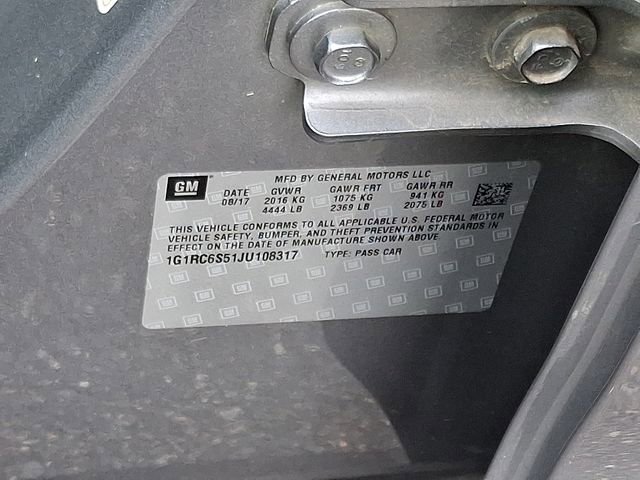 GM
MFD BY GENERAL MOTORS LLC
DATE GVWR GAWR FRT GAWR RR
08/17 2016 KG 1075 KG 941 KG
4444 LB 2369 LB 2075 LB
THIS VEHICLE CONFORMS TO ALL APPLICABLE U.S. FEDERAL MOTOR
VEHICLE SAFETY, BUMPER, AND THEFT PREVENTION STANDARDS IN
EFFECT ON THE DATE OF MANUFACTURE SHOWN ABOVE.
1G1RC6S51JU108317 TYPE: PASS CAR